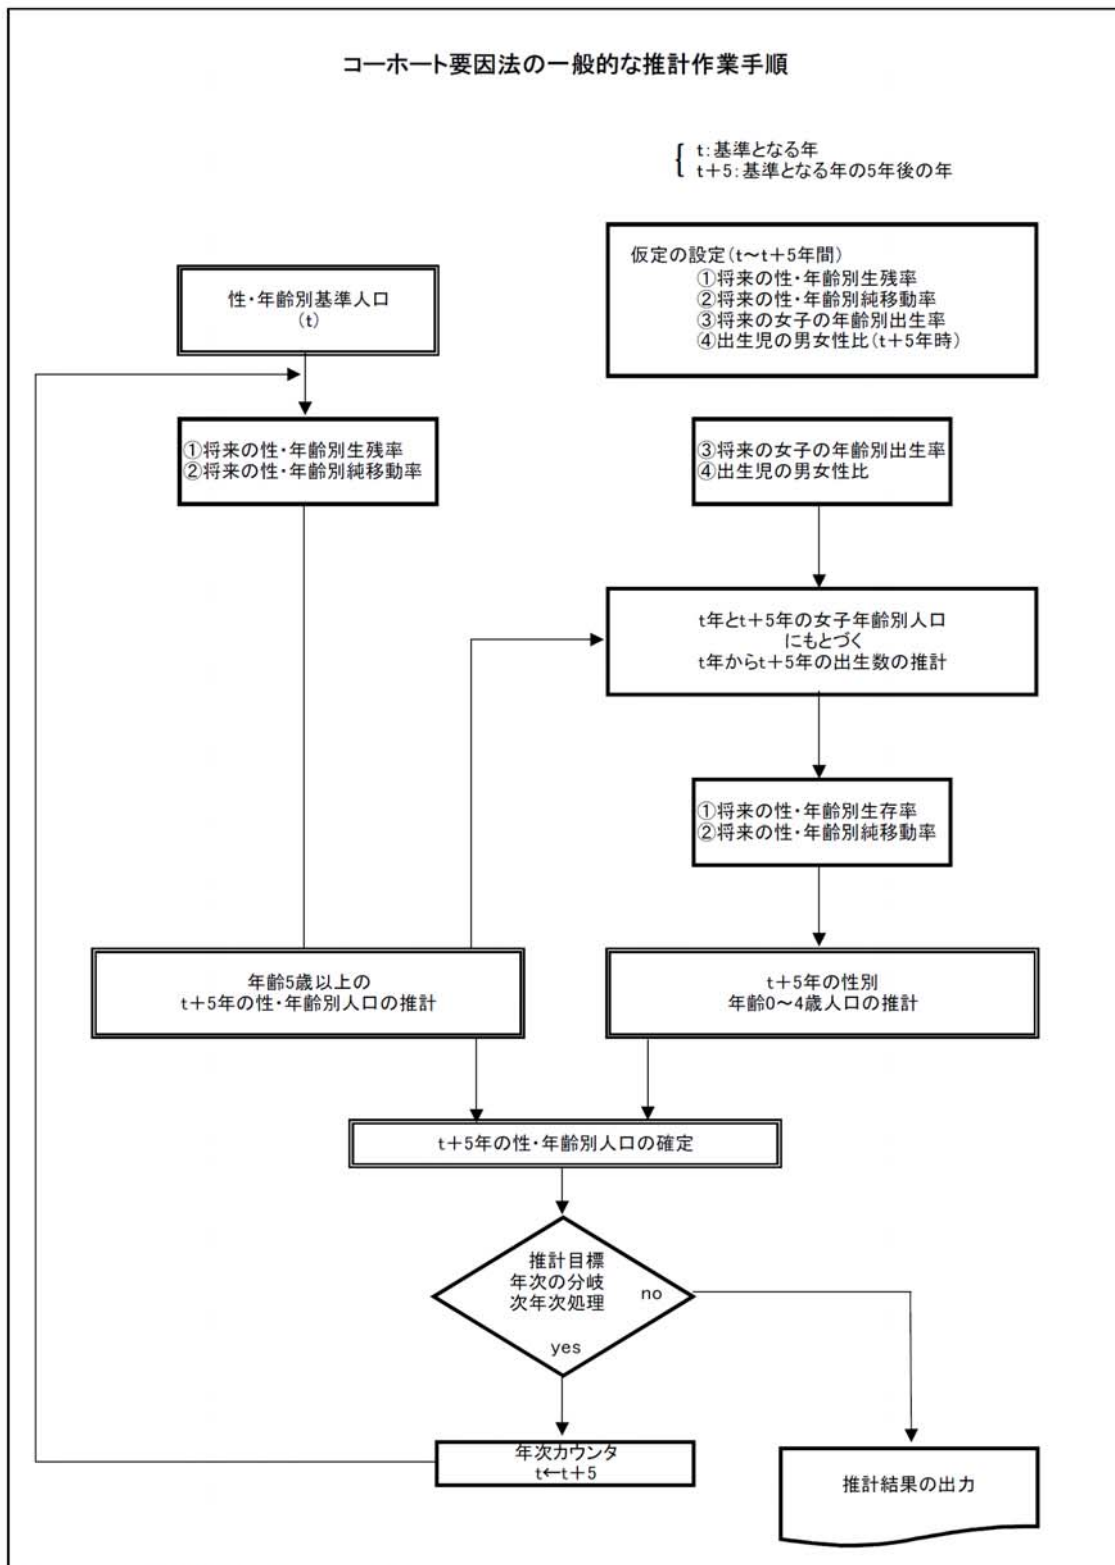 コーホート要因法の一般的な推計作業手順
t:基準となる年
t+5:基準となる年の5年後の年
仮定の設定(t~t+5年間)
①将来の性・年齢別生残率
②将来の性・年齢別純移動率
③将来の女子の年齢別出生率
④出生児の男女性比(t+5年時)
性・年齢別基準人口
(t)
①将来の性・年齢別生残率
②将来の性・年齢別純移動率
③将来の女子の年齢別出生率
④出生児の男女性比
t年とt+5年の女子年齢別人口
にもとづく
t年からt+5年の出生数の推計
①将来の性・年齢別生存率
②将来の性・年齢別純移動率
年齢5歳以上の
t+5年の性・年齢別人口の推計
t+5年の性別
年齢0~4歳人口の推計
t+5年の性・年齢別人口の確定
推計目標
年次の分岐
次年次処理
no
yes
年次カウンタ
t←t+5
推計結果の出力